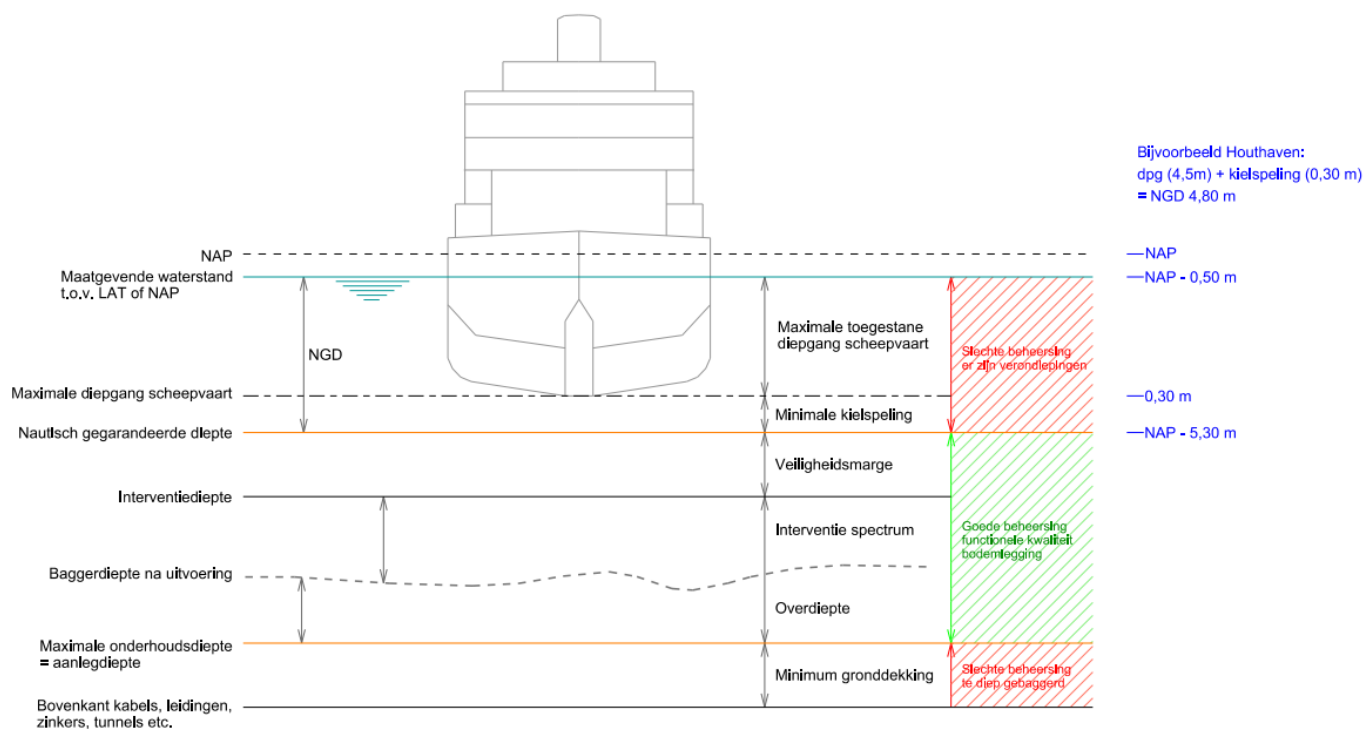 Bijvoorbeeld Houthaven:
dpg (4,5m) + kielspeling (0,30 m)
= NGD 4,80 m
NAP
NAP
Maatgevende waterstand
t.o.v. LAT of NAP
NAP - 0,50 m
NGD
Maximale toegestane
diepgang scheepvaart
Slechte beheersing
er zijn verondiepingen
Maximale diepgang scheepvaart
0,30 m
Minimale kielspeling
Nautisch gegarandeerde diepte
NAP - 5,30 m
Veiligheidsmarge
Interventiediepte
Interventie spectrum
Goede beheersing
functionele kwaliteit
bodemlegging
Baggerdiepte na uitvoering
Overdiepte
Maximale onderhoudsdiepte
= aanlegdiepte
Minimum gronddekking
Slechte beheersing
te diep gebaggerd
Bovenkant kabels, leidingen,
zinkers, tunnels etc.